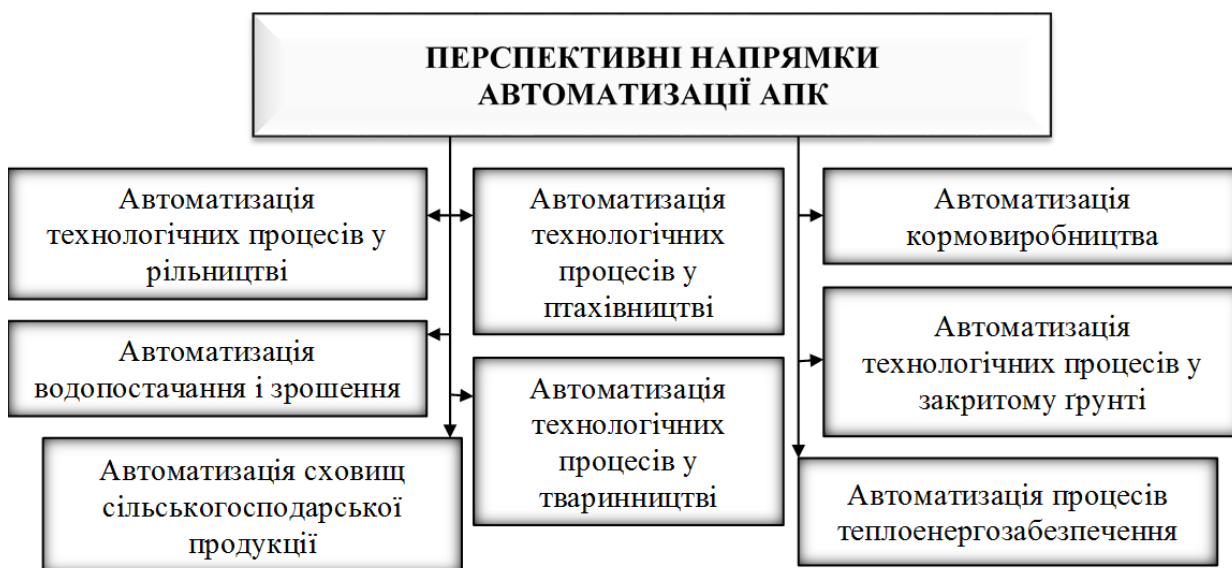 ПЕРСПЕКТИВНІ НАПРЯМКИ
АВТОМАТИЗАЦІЇ АПК
Автоматизація
технологічних процесів у
рільництві
Автоматизація
технологічних
процесів у
птахівництві
Автоматизація
кормовиробництва
Автоматизація
водопостачання і зрошення
Автоматизація
технологічних
процесів у
тваринництві
Автоматизація
технологічних процесів у
закритому ґрунті
Автоматизація сховищ
сільськогосподарської
продукції
Автоматизація процесів
теплоенергозабезпечення